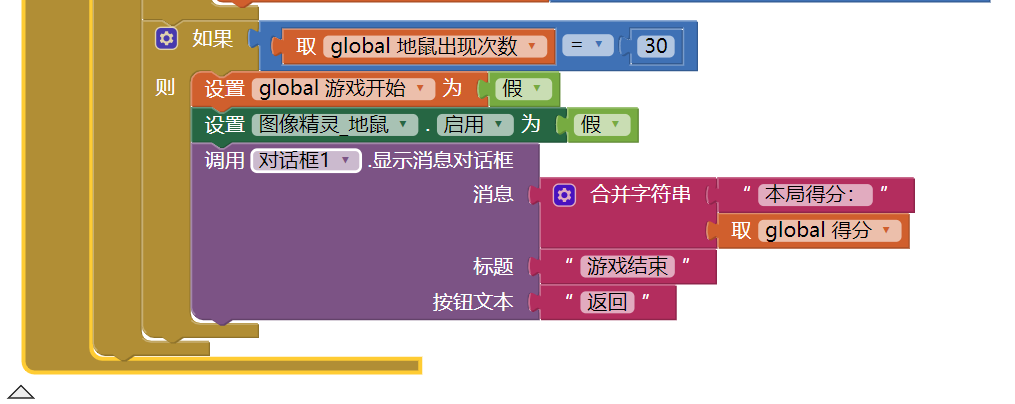 如果 取 global 地鼠出现次数 = 30
则 设置 global 游戏开始 为 假
设置 图像精灵_地鼠 . 启用 为 假
调用 对话框1 .显示消息对话框
消息 合并字符串 “ 本局得分： ”
取 global 得分
标题 “ 游戏结束 ”
按钮文本 “ 返回 ”